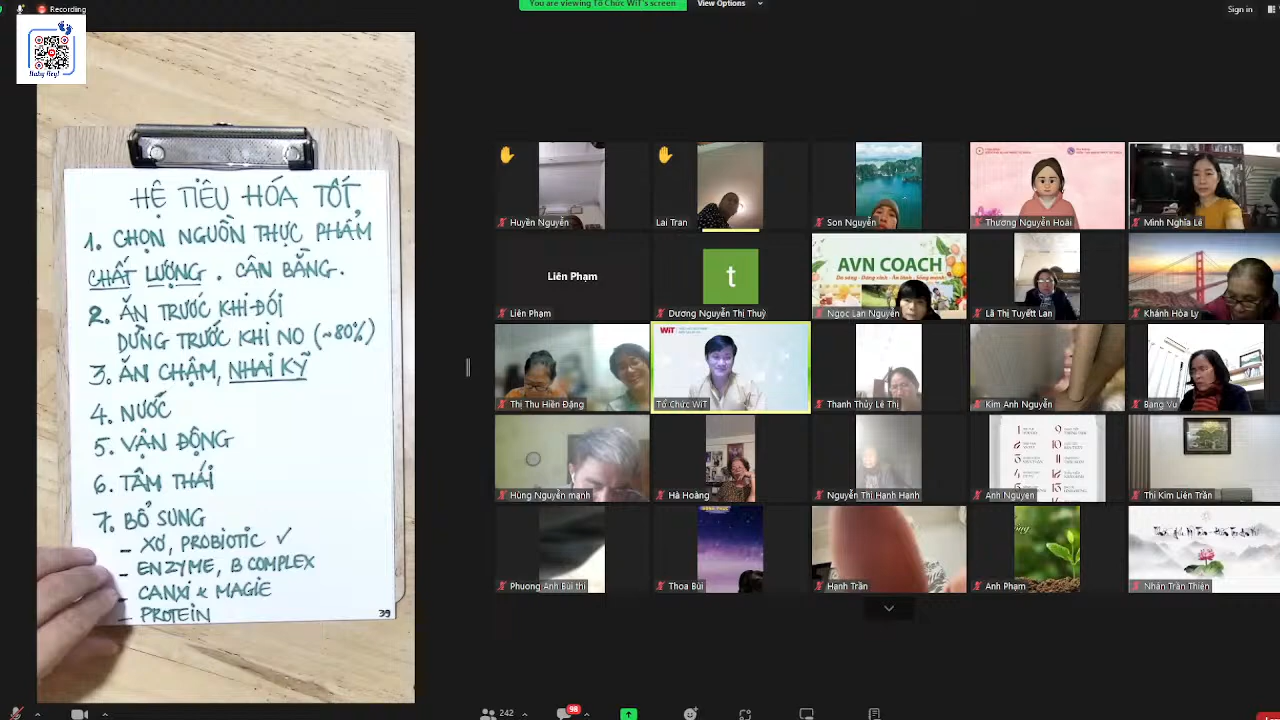 Recording
You are viewing Tổ Chức WiT's screen
View Options
Sign in
Baby Hey!
HỆ TIÊU HÓA TỐT
1. CHỌN NGUỒN THỰC PHẨM
CHẤT LƯỢNG. CÂN BẰNG.
2. ĂN TRƯỚC KHI ĐÓI
DỪNG TRƯỚC KHI NO (~80%)
3. ĂN CHẬM, NHAI KỸ
4. NƯỚC
5. VẬN ĐỘNG
6. TÂM THÁI
7. BỔ SUNG
- XƠ, PROBIOTIC ✓
- ENZYME, B COMPLEX
- CANXI & MAGIE
- PROTEIN
39
Huyền Nguyễn
Lai Tran
Son Nguyễn
Thương Nguyễn Hoài
Minh Nghĩa Lê
Liên Phạm
Liên Phạm
t
Dương Nguyễn Thị Thuỳ
AVN COACH
Ngọc Lan Nguyễn
Lã Thị Tuyết Lan
Khánh Hòa Lý
Thị Thu Hiền Đặng
WiT
Tổ Chức WiT
Thanh Thủy Lê Thị
Kim Anh Nguyễn
Bang Vu
Hùng Nguyễn mạnh
Hà Hoàng
Nguyễn Thị Hạnh Hạnh
Anh Nguyen
Thi Kim Liên Trần
Phuong Anh Bùi thi
Thoa Bùi
Hạnh Trần
Anh Phạm
Nhân Trần Thiện
242
98